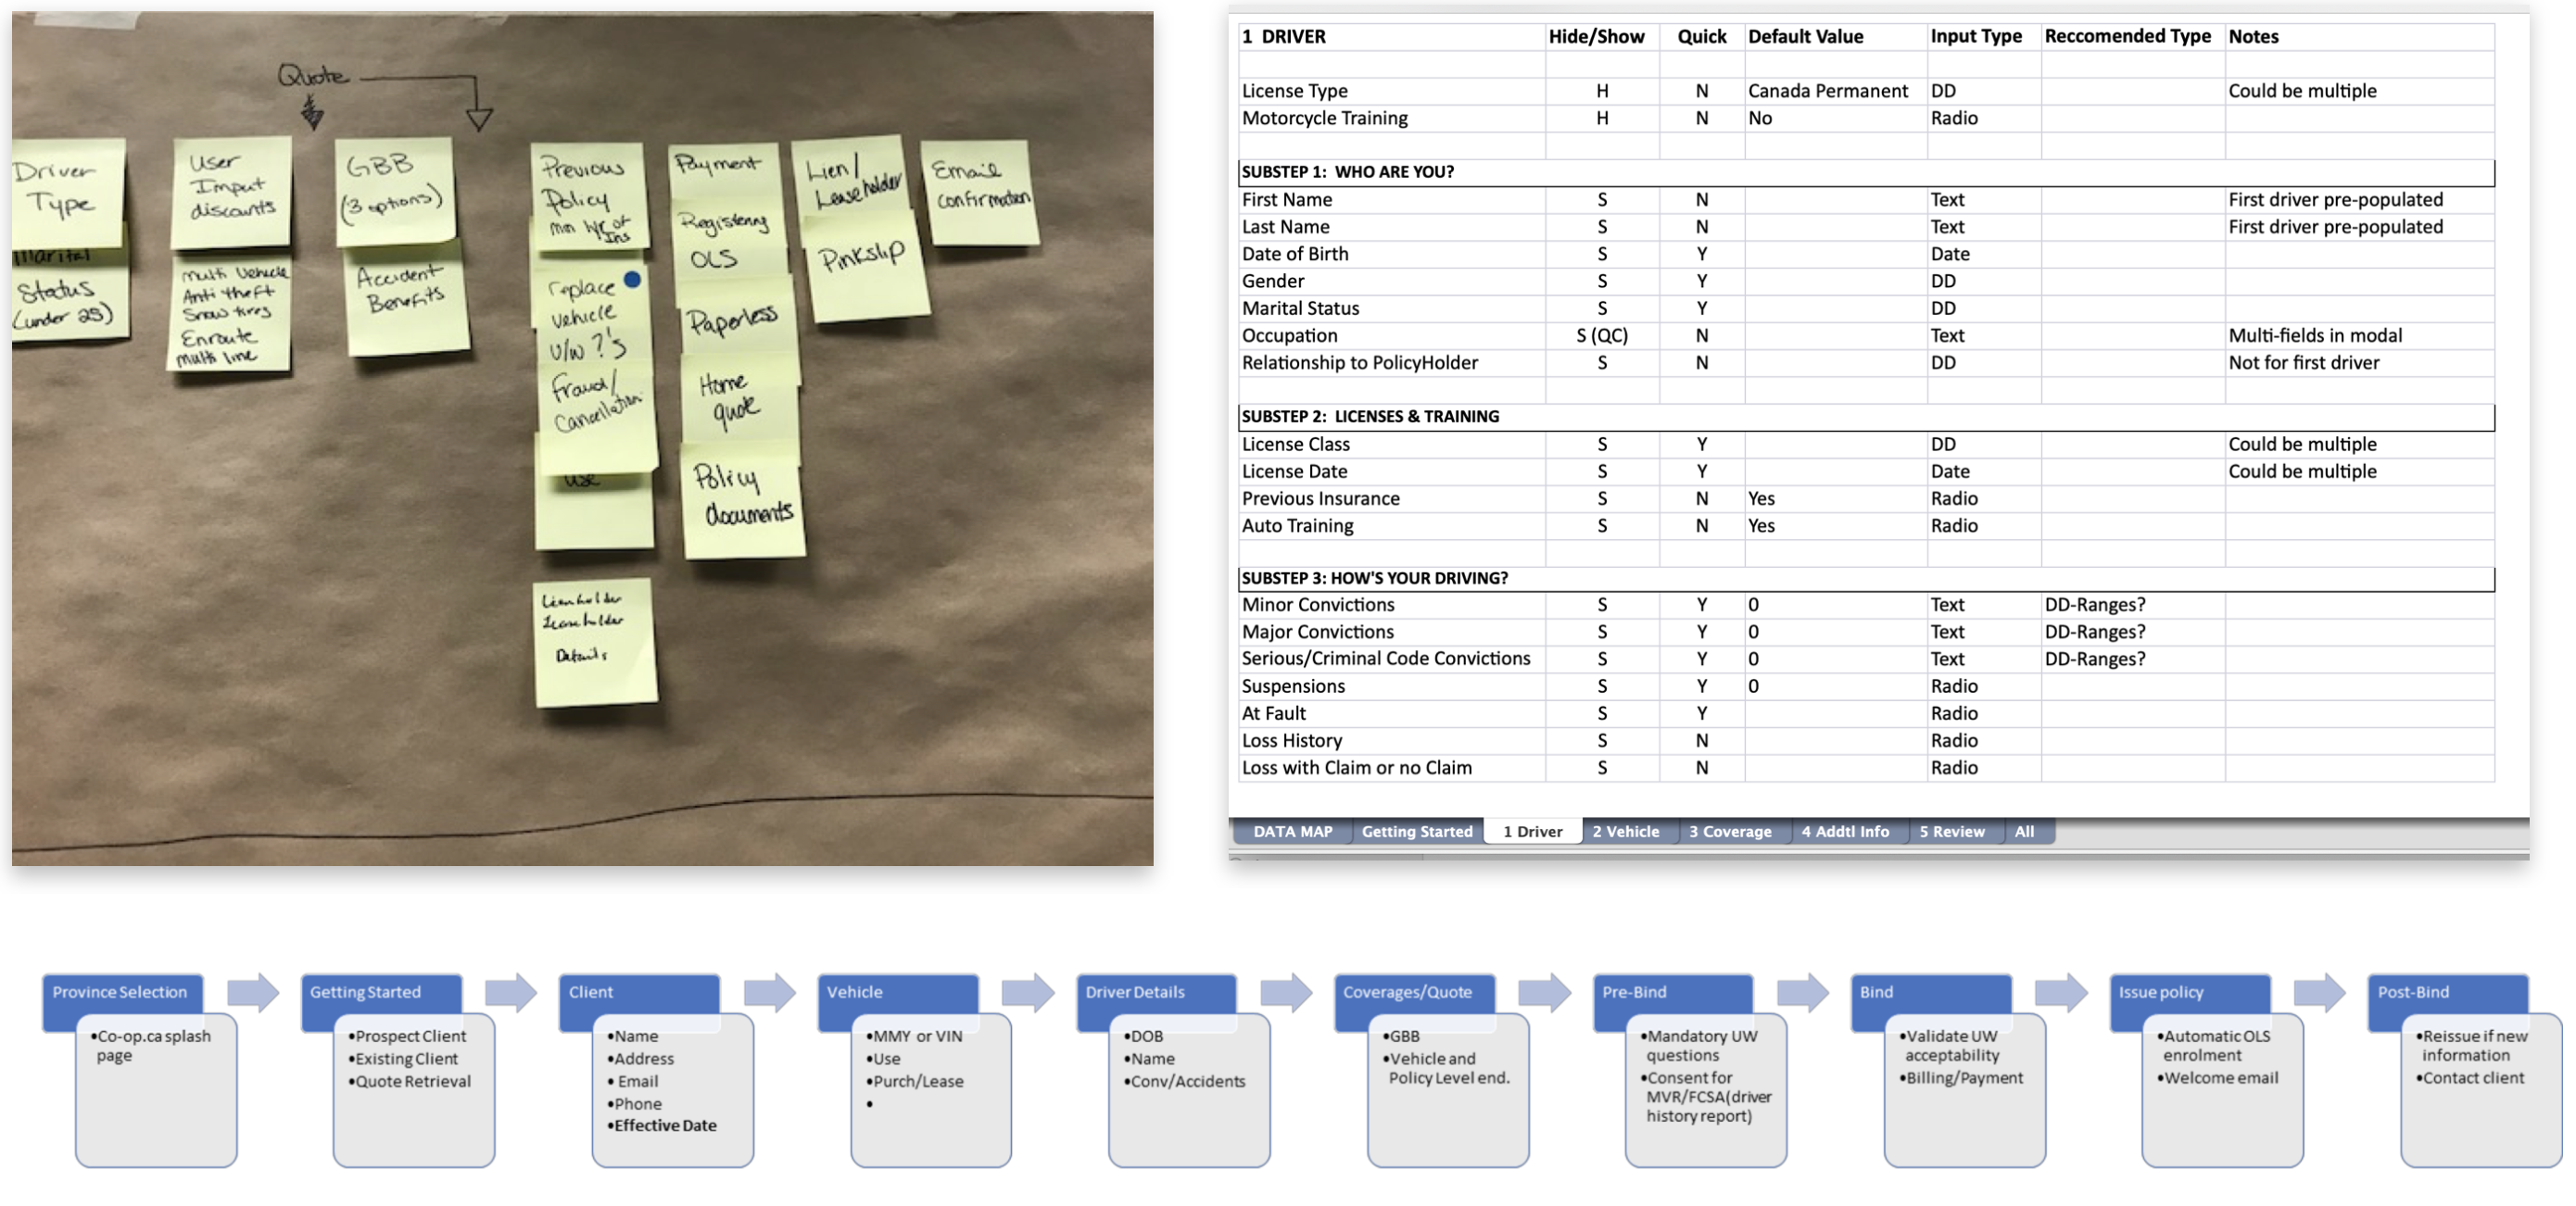 Quote
Driver
Type
marital
Status
(under 25)
User
Imput
discounts
multi vehicle
Anti theft
Snow tires
Enroute
multi line
GBB
(3 options)
Accident
Benefits
Previous
Policy
min 1yr of
Ins
replace
vehicle
U/W ?'s
Fraud/
Cancellation
use
Lienholder
Leaseholder
Details
Payment
Registering
OLS
Paperless
Home
quote
Policy
documents
Lien/
Leaseholder
Pinkslip
Email
confirmation
1 DRIVER Hide/Show Quick Default Value Input Type Reccomended Type Notes
License Type H N Canada Permanent DD Could be multiple
Motorcycle Training H N No Radio
SUBSTEP 1: WHO ARE YOU?
First Name S N Text First driver pre-populated
Last Name S N Text First driver pre-populated
Date of Birth S Y Date
Gender S Y DD
Marital Status S Y DD
Occupation S (QC) N Text Multi-fields in modal
Relationship to PolicyHolder S N DD Not for first driver
SUBSTEP 2: LICENSES & TRAINING
License Class S Y DD Could be multiple
License Date S Y Date Could be multiple
Previous Insurance S N Yes Radio
Auto Training S N Yes Radio
SUBSTEP 3: HOW'S YOUR DRIVING?
Minor Convictions S Y 0 Text DD-Ranges?
Major Convictions S Y 0 Text DD-Ranges?
Serious/Criminal Code Convictions S Y 0 Text DD-Ranges?
Suspensions S Y 0 Radio
At Fault S Y Radio
Loss History S N Radio
Loss with Claim or no Claim S N Radio
DATA MAP Getting Started 1 Driver 2 Vehicle 3 Coverage 4 Addtl Info 5 Review All
Province Selection
•Co-op.ca splash
page
Getting Started
•Prospect Client
•Existing Client
•Quote Retrieval
Client
•Name
•Address
• Email
•Phone
•Effective Date
Vehicle
•MMY or VIN
•Use
•Purch/Lease
•
Driver Details
•DOB
•Name
•Conv/Accidents
Coverages/Quote
•GBB
•Vehicle and
Policy Level end.
Pre-Bind
•Mandatory UW
questions
•Consent for
MVR/FCSA(driver
history report)
Bind
•Validate UW
acceptability
•Billing/Payment
Issue policy
•Automatic OLS
enrolment
•Welcome email
Post-Bind
•Reissue if new
information
•Contact client